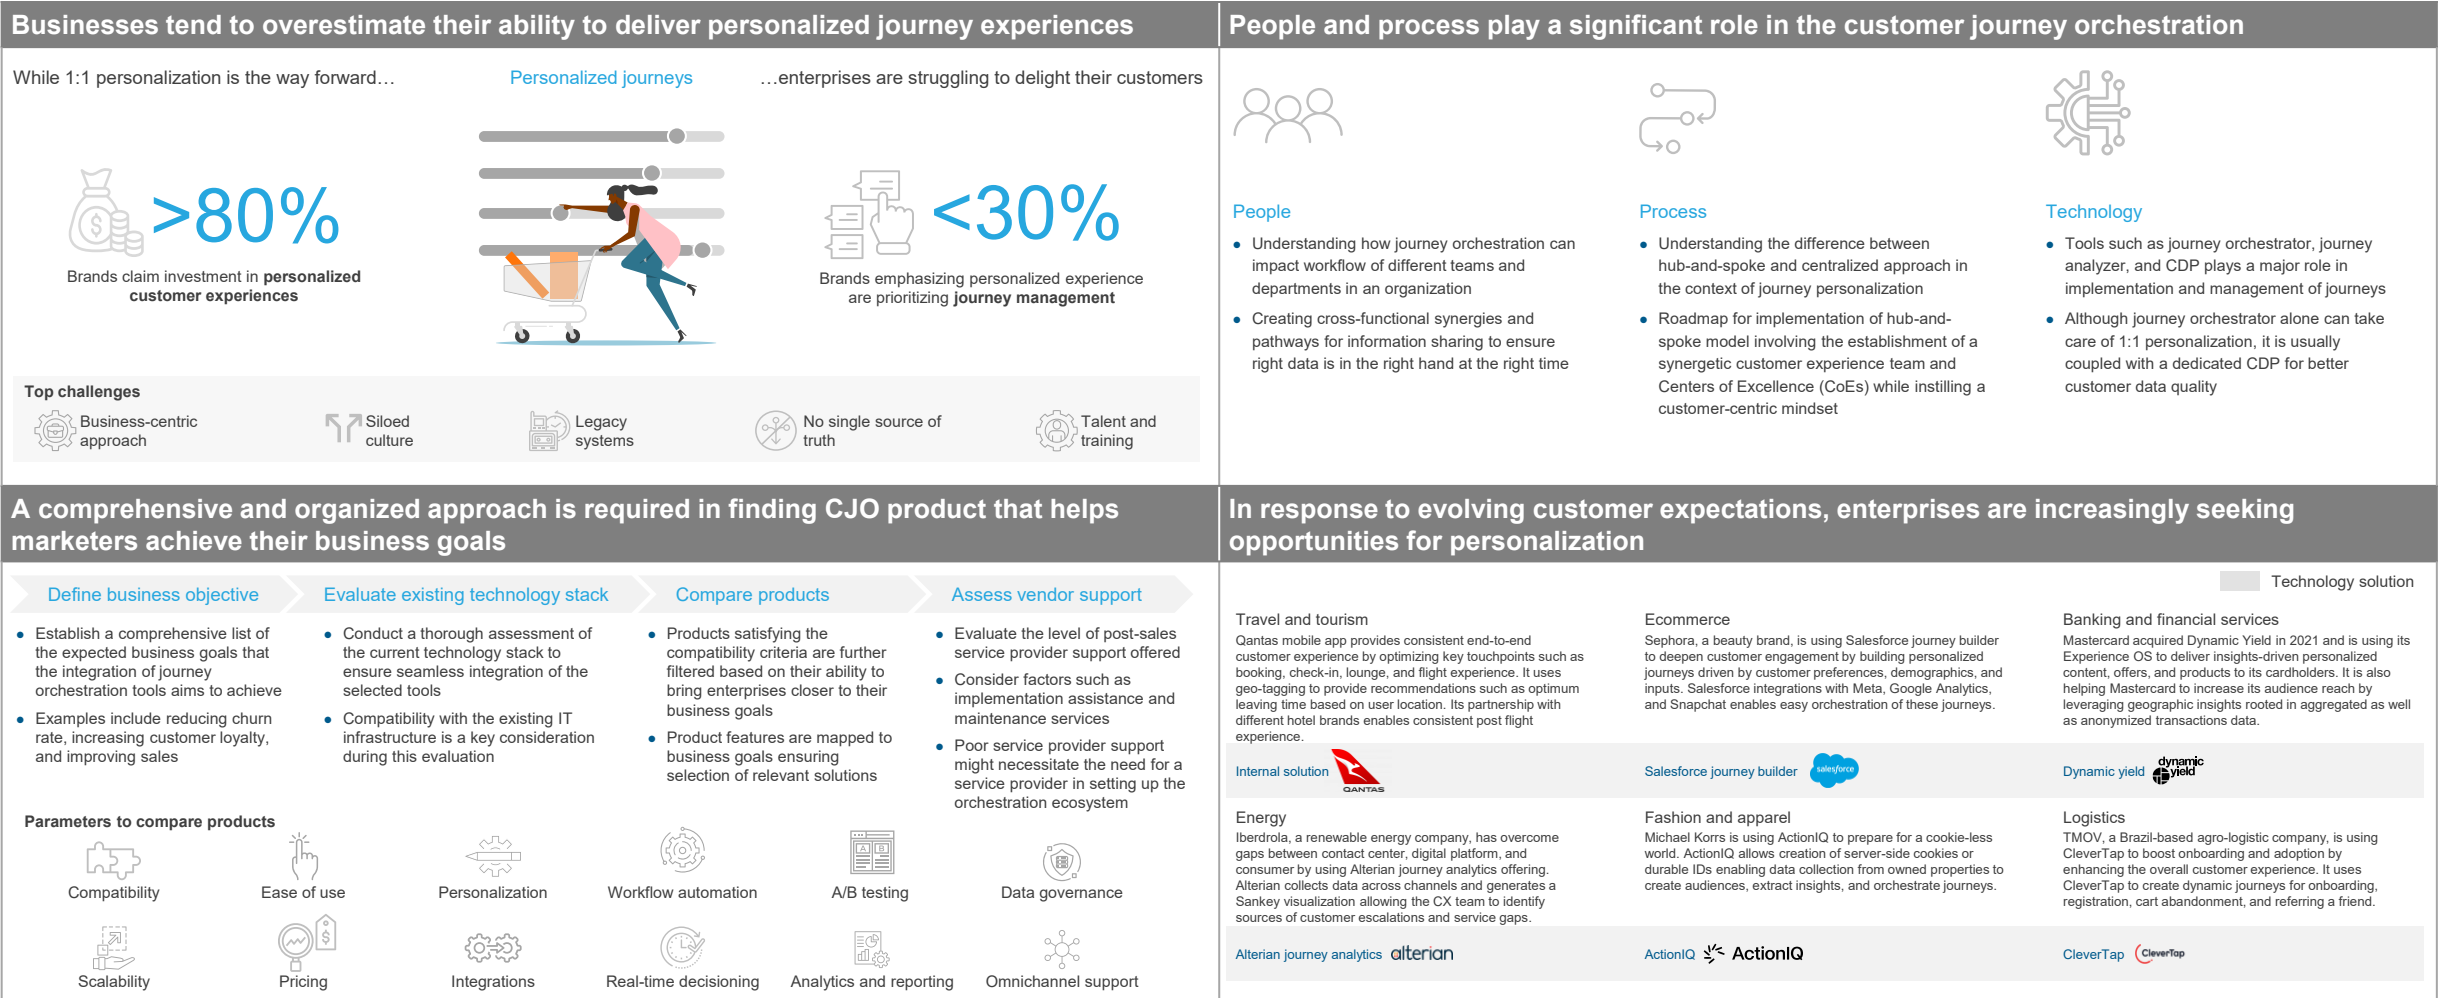 Businesses tend to overestimate their ability to deliver personalized journey experiences
While 1:1 personalization is the way forward…
Personalized journeys
…enterprises are struggling to delight their customers
$
>80%
Brands claim investment in personalized
customer experiences
<30%
Brands emphasizing personalized experience
are prioritizing journey management
Top challenges
Business-centric
approach
Siloed
culture
Legacy
systems
No single source of
truth
Talent and
training
People and process play a significant role in the customer journey orchestration
People
• Understanding how journey orchestration can
impact workflow of different teams and
departments in an organization
• Creating cross-functional synergies and
pathways for information sharing to ensure
right data is in the right hand at the right time
Process
• Understanding the difference between
hub-and-spoke and centralized approach in
the context of journey personalization
• Roadmap for implementation of hub-and-
spoke model involving the establishment of a
synergetic customer experience team and
Centers of Excellence (CoEs) while instilling a
customer-centric mindset
Technology
• Tools such as journey orchestrator, journey
analyzer, and CDP plays a major role in
implementation and management of journeys
• Although journey orchestrator alone can take
care of 1:1 personalization, it is usually
coupled with a dedicated CDP for better
customer data quality
A comprehensive and organized approach is required in finding CJO product that helps
marketers achieve their business goals
Define business objective
• Establish a comprehensive list of
the expected business goals that
the integration of journey
orchestration tools aims to achieve
• Examples include reducing churn
rate, increasing customer loyalty,
and improving sales
Evaluate existing technology stack
• Conduct a thorough assessment of
the current technology stack to
ensure seamless integration of the
selected tools
• Compatibility with the existing IT
infrastructure is a key consideration
during this evaluation
Compare products
• Products satisfying the
compatibility criteria are further
filtered based on their ability to
bring enterprises closer to their
business goals
• Product features are mapped to
business goals ensuring
selection of relevant solutions
Assess vendor support
• Evaluate the level of post-sales
service provider support offered
• Consider factors such as
implementation assistance and
maintenance services
• Poor service provider support
might necessitate the need for a
service provider in setting up the
orchestration ecosystem
Parameters to compare products
Compatibility
Ease of use
Personalization
Workflow automation
A B
A/B testing
Data governance
Scalability
$
Pricing
Integrations
Real-time decisioning
Analytics and reporting
Omnichannel support
In response to evolving customer expectations, enterprises are increasingly seeking
opportunities for personalization
Technology solution
Travel and tourism
Qantas mobile app provides consistent end-to-end
customer experience by optimizing key touchpoints such as
booking, check-in, lounge, and flight experience. It uses
geo-tagging to provide recommendations such as optimum
leaving time based on user location. Its partnership with
different hotel brands enables consistent post flight
experience.
Internal solution
QANTAS
Ecommerce
Sephora, a beauty brand, is using Salesforce journey builder
to deepen customer engagement by building personalized
journeys driven by customer preferences, demographics, and
inputs. Salesforce integrations with Meta, Google Analytics,
and Snapchat enables easy orchestration of these journeys.
Salesforce journey builder
salesforce
Banking and financial services
Mastercard acquired Dynamic Yield in 2021 and is using its
Experience OS to deliver insights-driven personalized
content, offers, and products to its cardholders. It is also
helping Mastercard to increase its audience reach by
leveraging geographic insights rooted in aggregated as well
as anonymized transactions data.
Dynamic yield
dynamic
yield
Energy
Iberdrola, a renewable energy company, has overcome
gaps between contact center, digital platform, and
consumer by using Alterian journey analytics offering.
Alterian collects data across channels and generates a
Sankey visualization allowing the CX team to identify
sources of customer escalations and service gaps.
Alterian journey analytics
alterian
Fashion and apparel
Michael Korrs is using ActionIQ to prepare for a cookie-less
world. ActionIQ allows creation of server-side cookies or
durable IDs enabling data collection from owned properties to
create audiences, extract insights, and orchestrate journeys.
ActionIQ
ActionIQ
Logistics
TMOV, a Brazil-based agro-logistic company, is using
CleverTap to boost onboarding and adoption by
enhancing the overall customer experience. It uses
CleverTap to create dynamic journeys for onboarding,
registration, cart abandonment, and referring a friend.
CleverTap
CleverTap